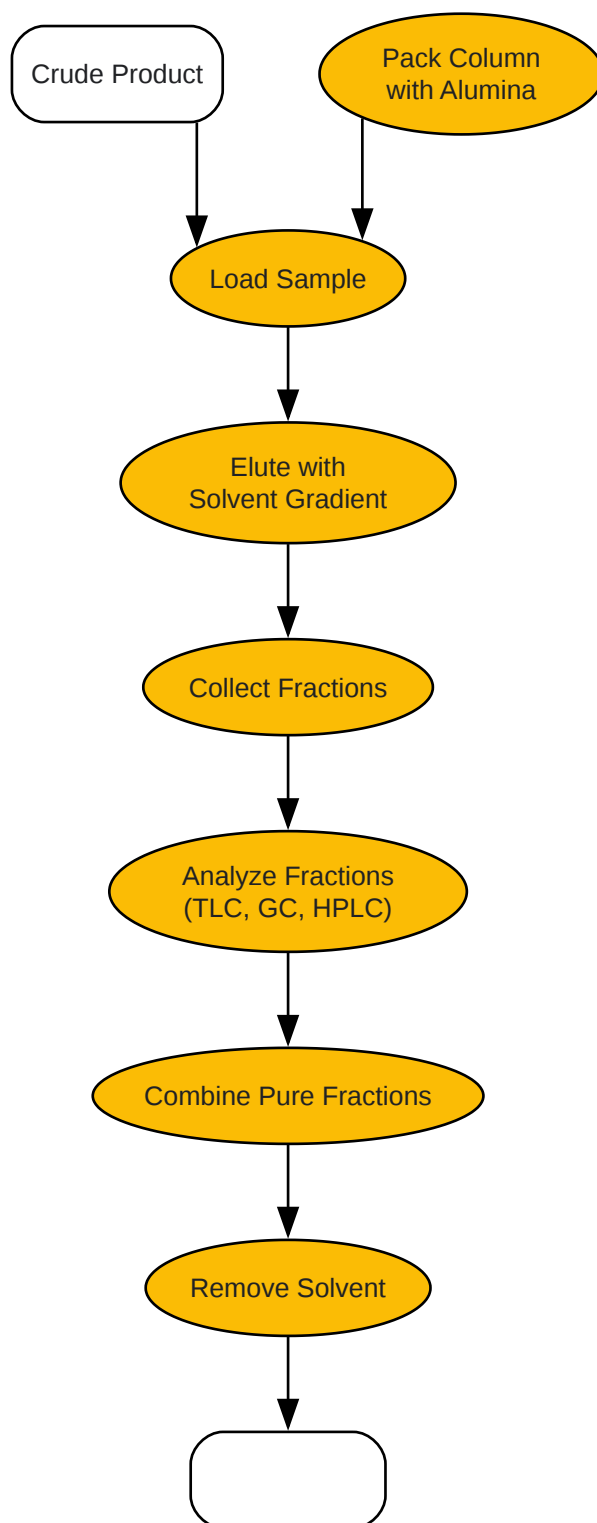 Crude Product
Pack Column
with Alumina
Load Sample
Elute with
Solvent Gradient
Collect Fractions
Analyze Fractions
(TLC, GC, HPLC)
Combine Pure Fractions
Remove Solvent